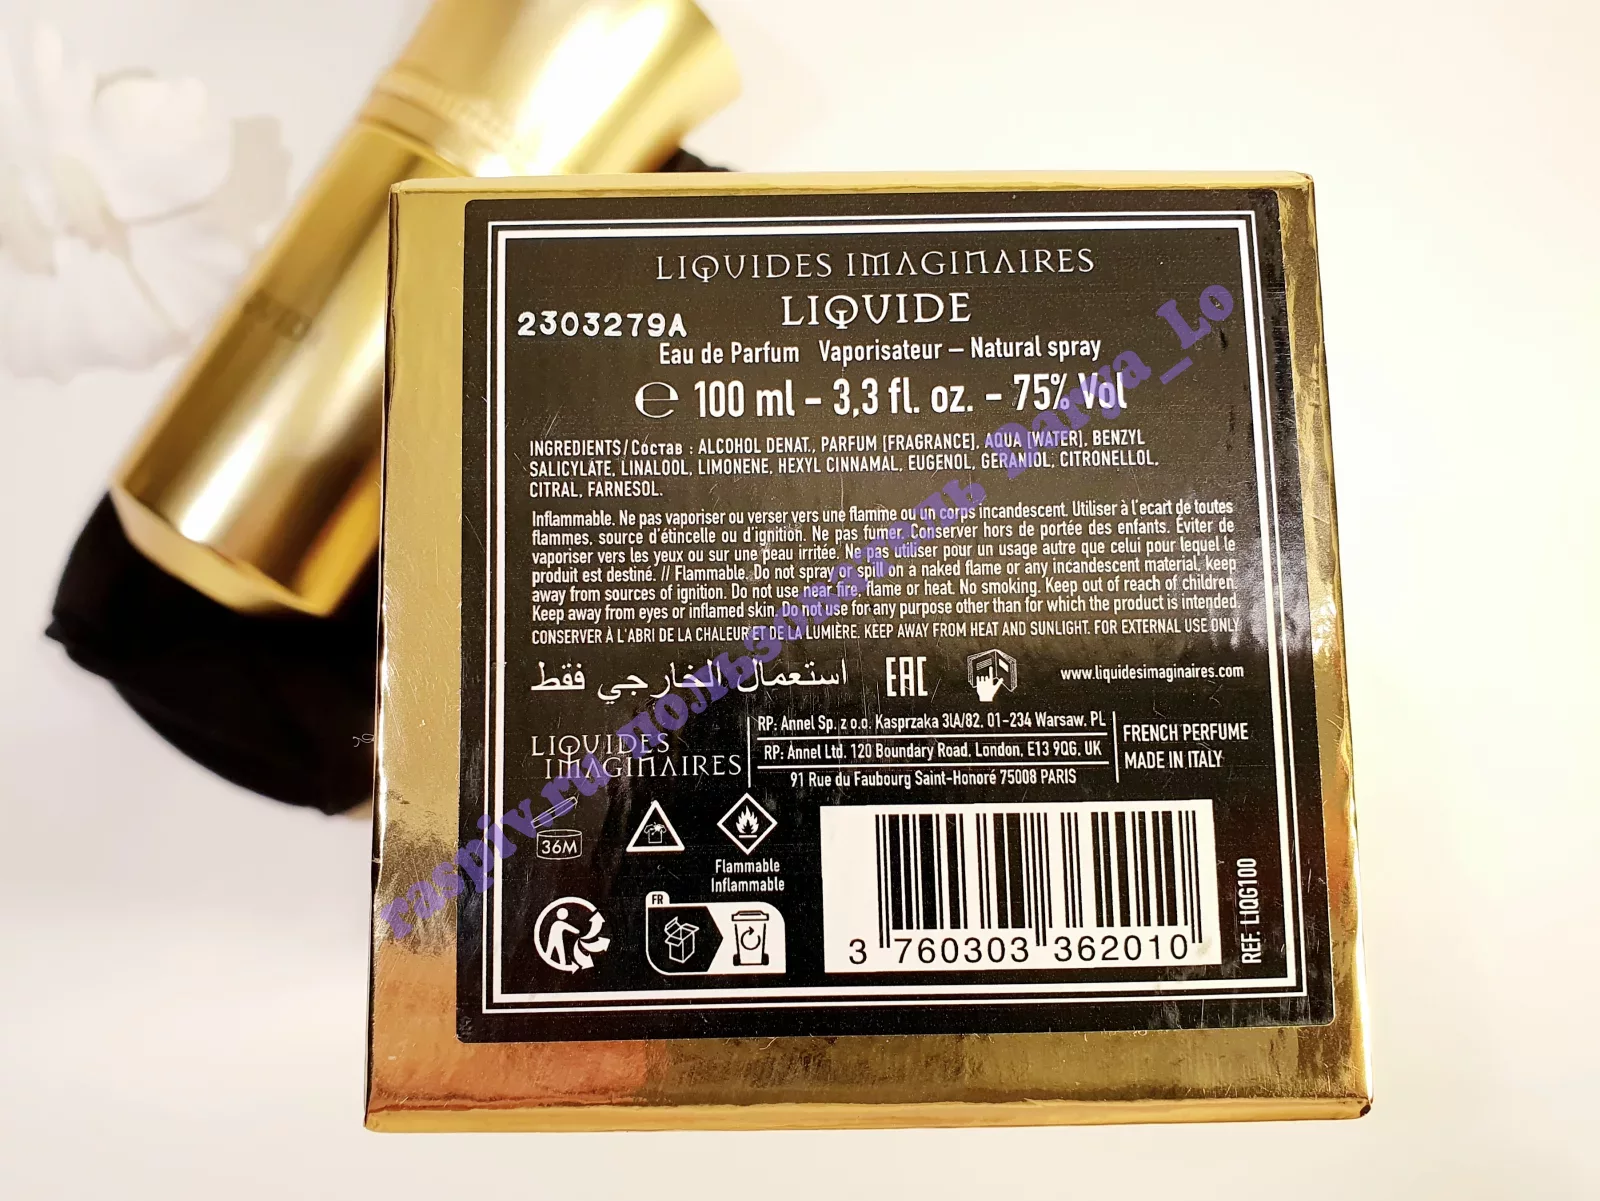 LIQUIDES IMAGINAIRES
LIQUIDE
2303279A
Eau de Parfum Vaporisateur – Natural spray
℮ 100 ml – 3,3 fl. oz. – 75% Vol
INGREDIENTS/Состав : ALCOHOL DENAT., PARFUM [FRAGRANCE], AQUA [WATER], BENZYL
SALICYLATE, LINALOOL, LIMONENE, HEXYL CINNAMAL, EUGENOL, GERANIOL, CITRONELLOL,
CITRAL, FARNESOL.
Inflammable. Ne pas vaporiser ou verser vers une flamme ou un corps incandescent. Utiliser à l'ecart de toutes
flammes, source d'étincelle ou d'ignition. Ne pas fumer. Conserver hors de portée des enfants. Éviter de
vaporiser vers les yeux ou sur une peau irritée. Ne pas utiliser pour un usage autre que celui pour lequel le
produit est destiné. // Flammable. Do not spray or spill on a naked flame or any incandescent material, keep
away from sources of ignition. Do not use near fire, flame or heat. No smoking. Keep out of reach of children.
Keep away from eyes or inflamed skin. Do not use for any purpose other than for which the product is intended.
CONSERVER À L'ABRI DE LA CHALEUR ET DE LA LUMIÈRE. KEEP AWAY FROM HEAT AND SUNLIGHT. FOR EXTERNAL USE ONLY
استعمال الخارجي فقط
EAC
www.liquidesimaginaires.com
LIQUIDES
IMAGINAIRES
RP: Annel Sp. z o.o. Kasprzaka 31A/82. 01-234 Warsaw. PL
RP: Annel Ltd. 120 Boundary Road. London, E13 9QG. UK
91 Rue du Faubourg Saint-Honoré 75008 PARIS
FRENCH PERFUME
MADE IN ITALY
36M
Flammable
Inflammable
FR
3 760303 362010
REF. LIQG100
raspiv.ru пользователь Darya_Lo